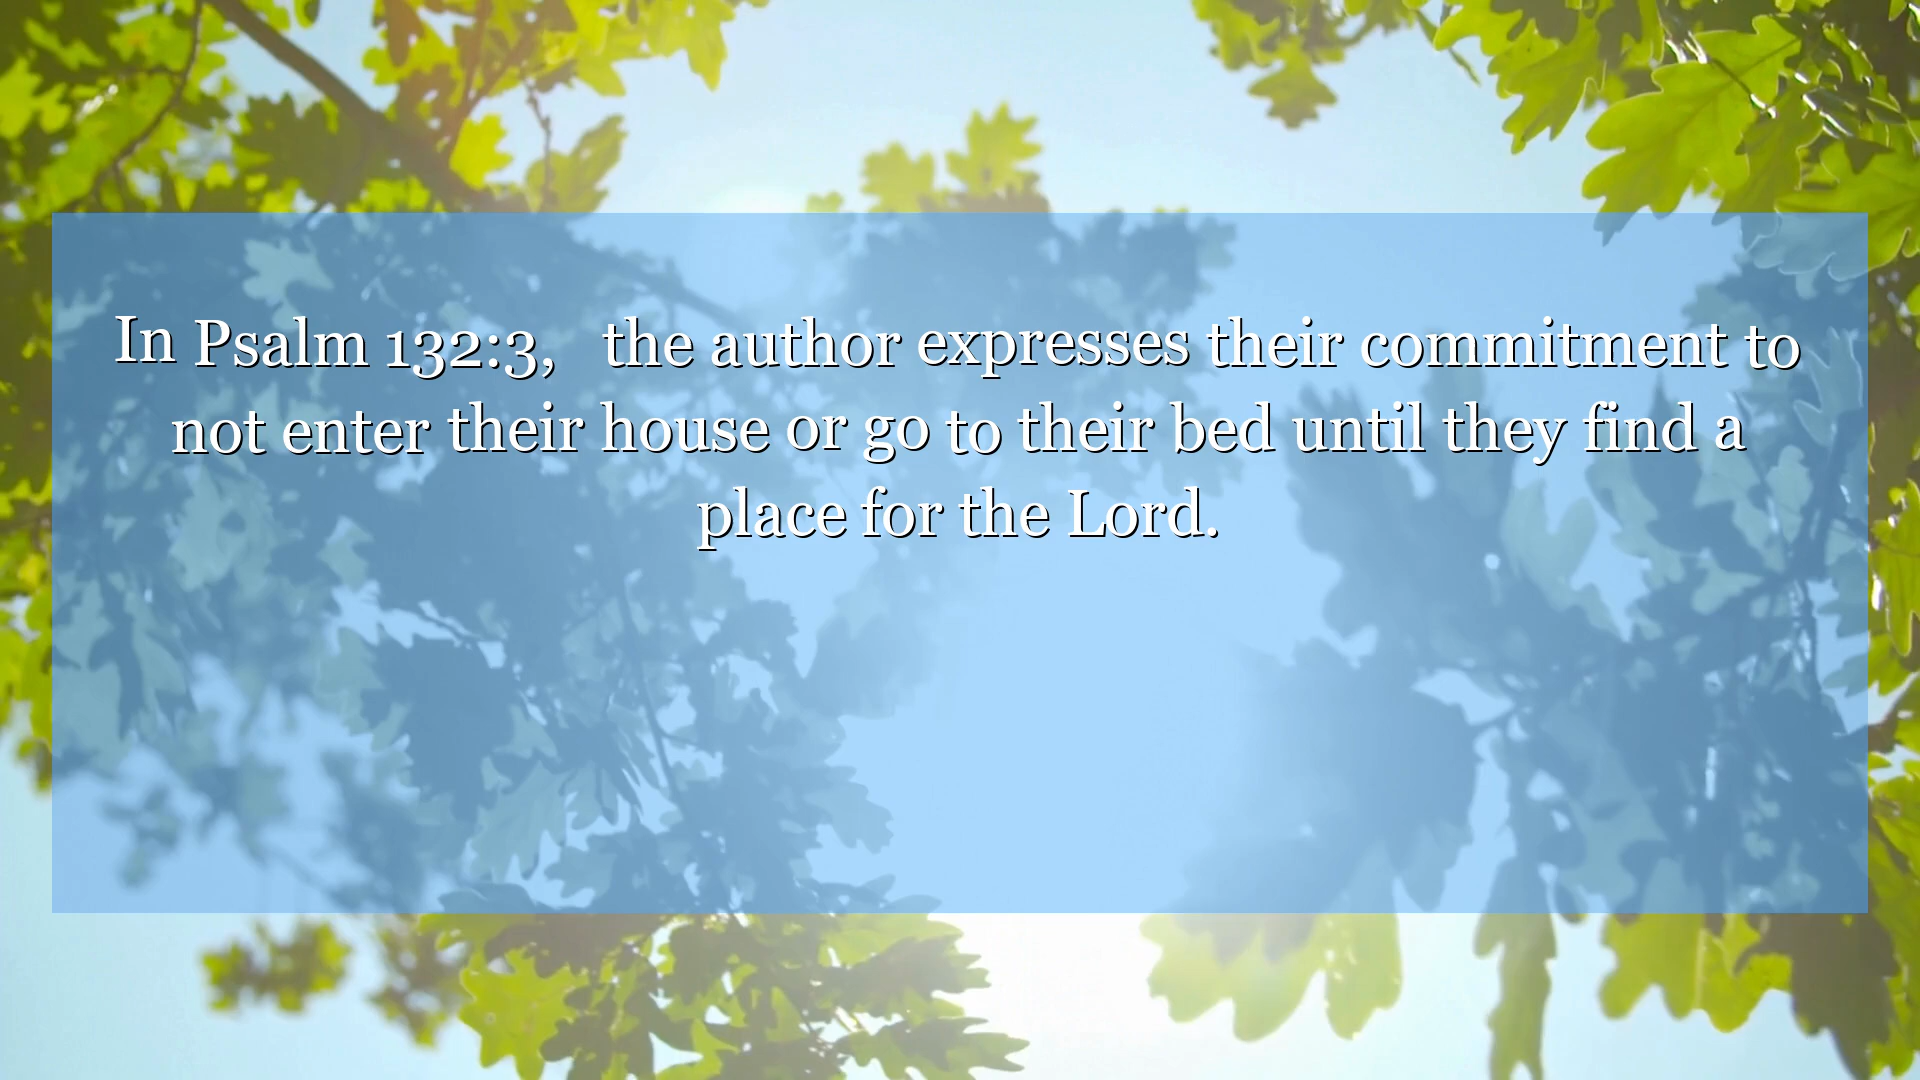 In Psalm 132:3, the author expresses their commitment to
not enter their house or go to their bed until they find a
place for the Lord.